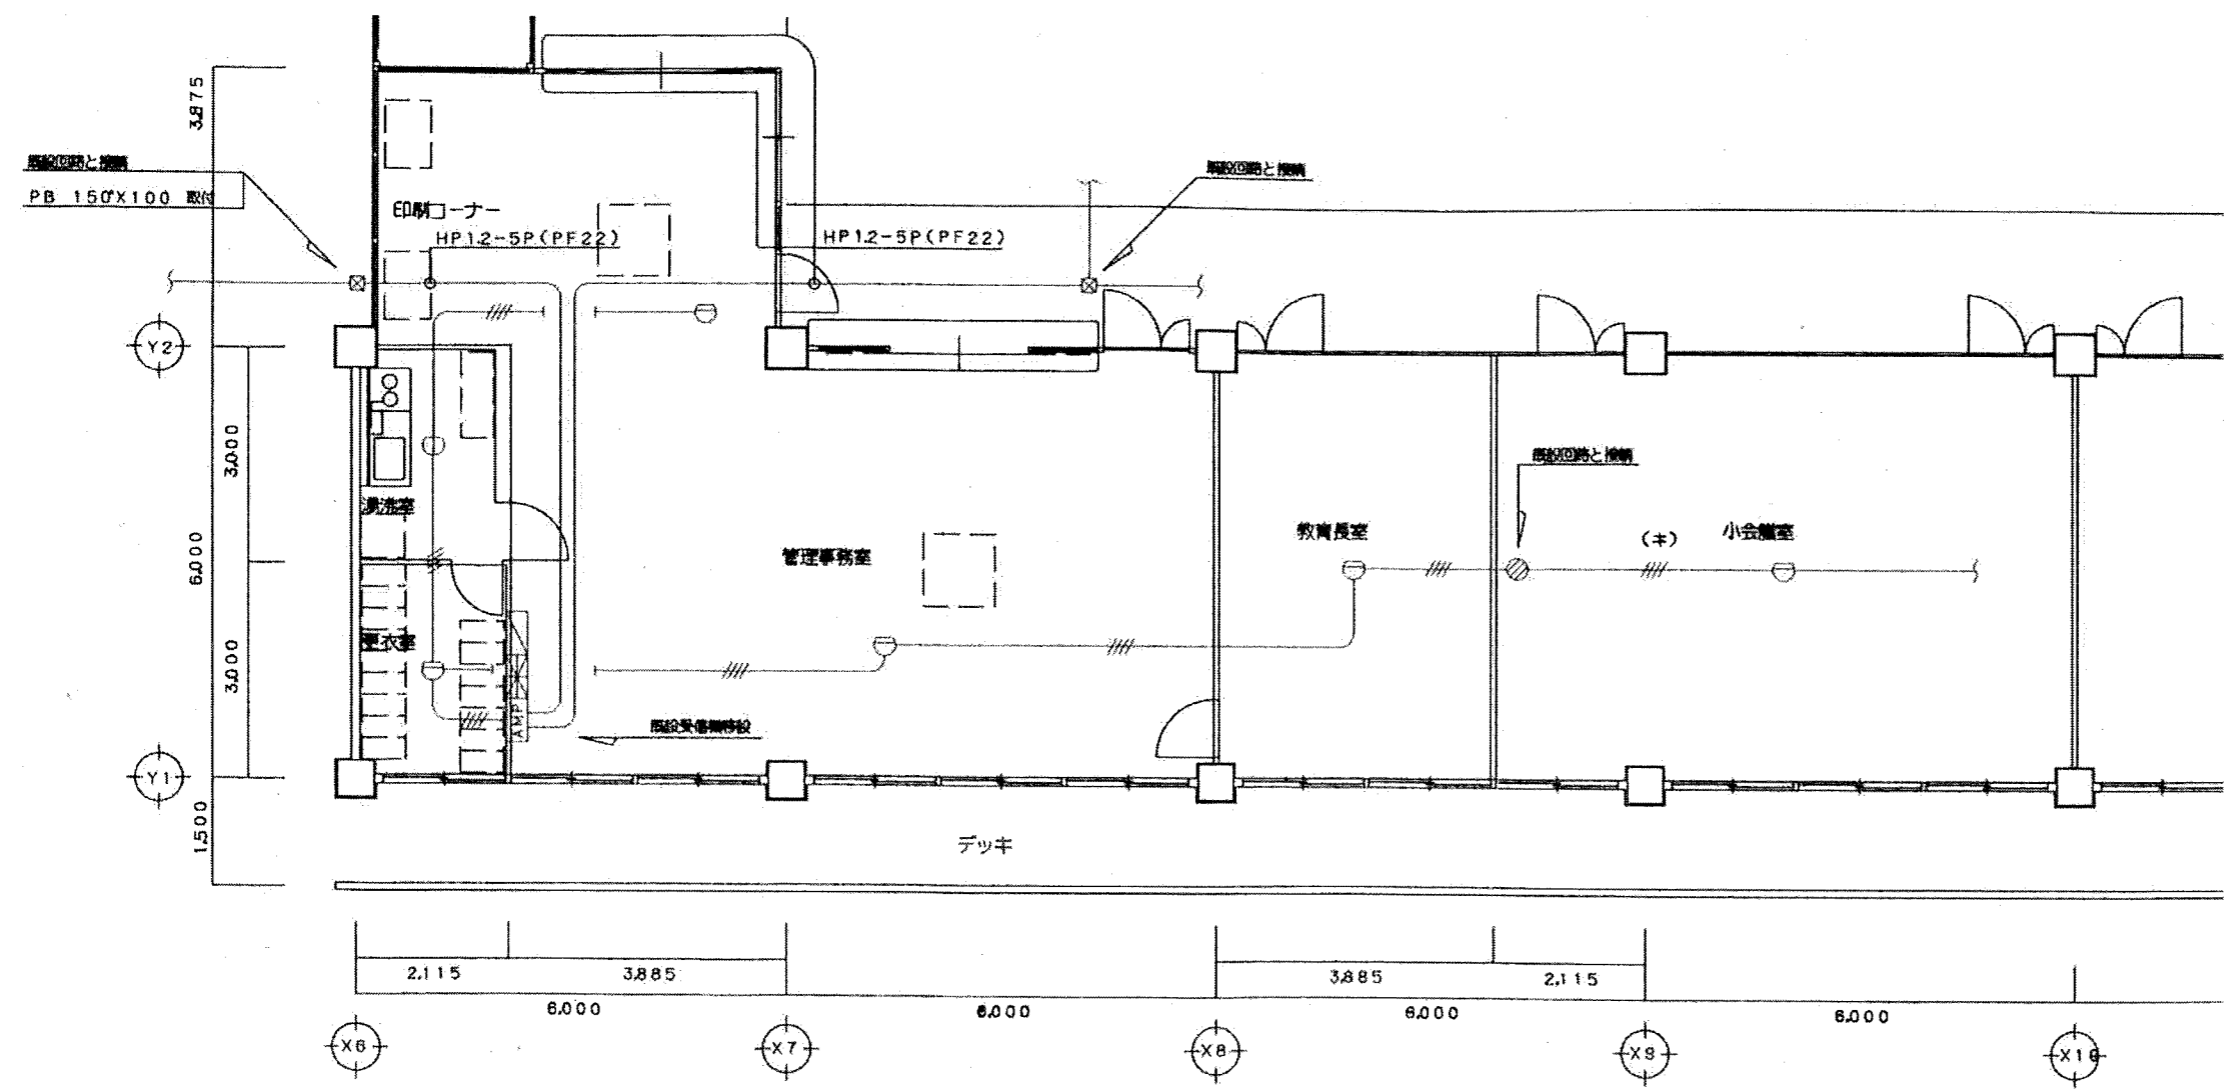 3,875
既設回路と接続
PB 150°X100 取付
既設回路と接続
印刷コーナー
HP1.2-5P(PF22)
HP1.2-5P(PF22)
Y2
3,000
既設回路と接続
湯沸室
教育長室
(キ)
小会議室
管理事務室
6,000
更衣室
3,000
AMP
既設受信機移設
Y1
1,500
デッキ
2,115
3,885
3,885
2,115
6,000
6,000
6,000
6,000
X6
X7
X8
X9
X10